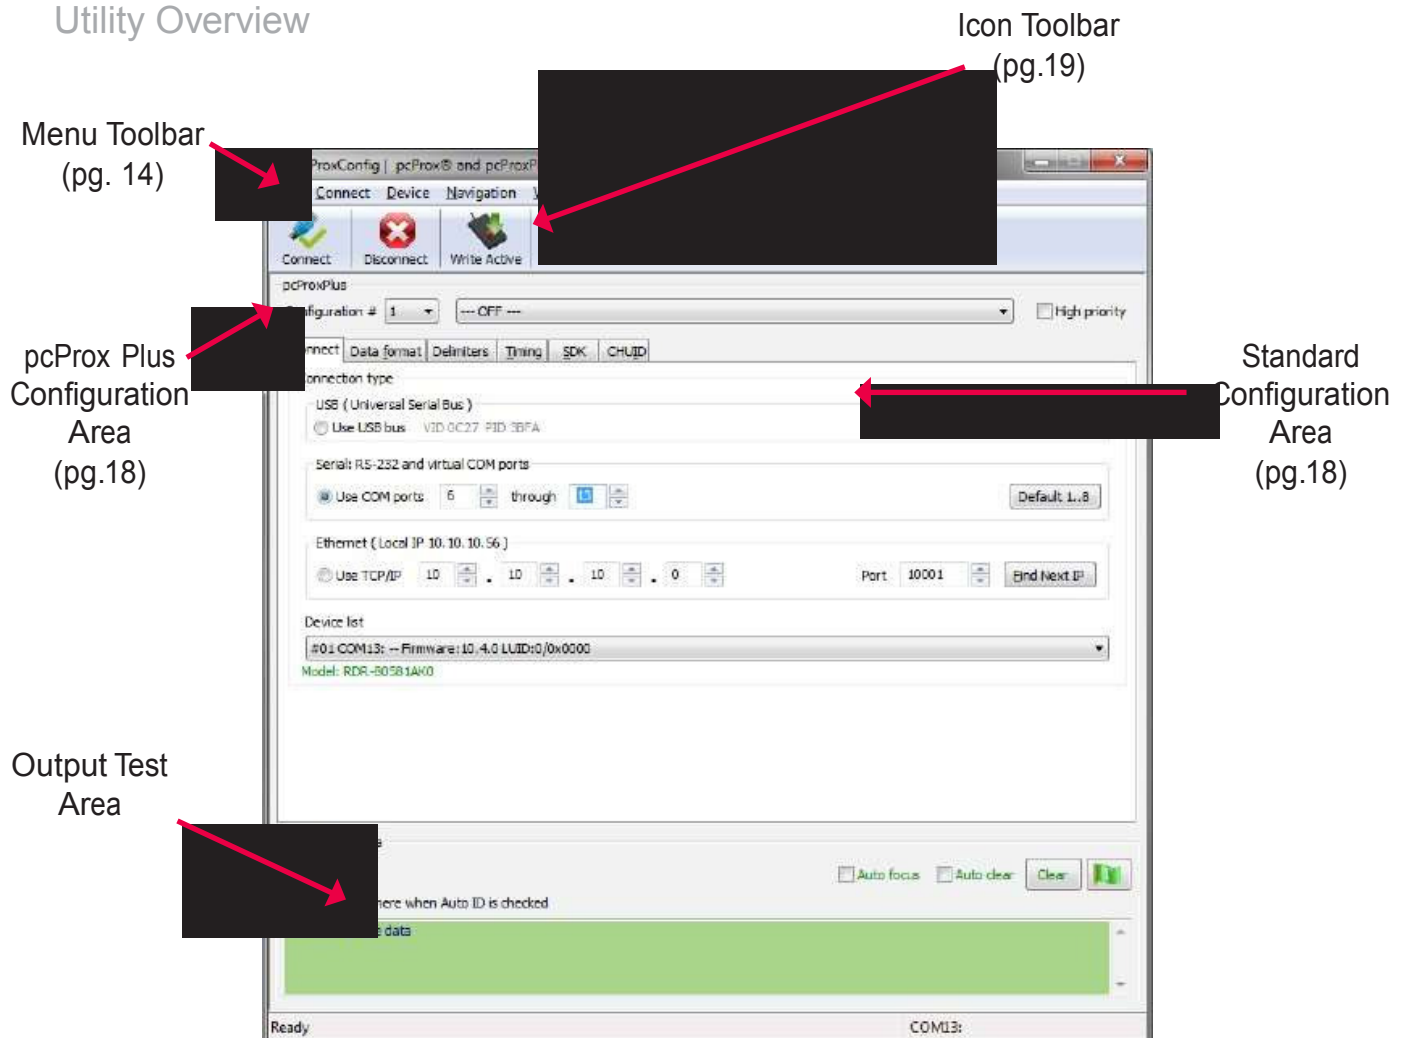 Utility Overview
Icon Toolbar
(pg.19)
Menu Toolbar
(pg. 14)
ProxConfig | pcProx® and pcProxP
Connect Device Navigation
Connect Disconnect Write Active
pcProxPlus
figuration # 1 --- OFF --- High priority
nnect Data format Delimiters Timing SDK CHUID
pcProx Plus
Configuration
Area
(pg.18)
Standard
Configuration
Area
(pg.18)
onnection type
USB ( Universal Serial Bus )
Use USB bus VID 0C27 PID 3BFA
Serial: RS-232 and virtual COM ports
Use COM ports 6 through Default 1..8
Ethernet ( Local IP 10.10.10.56 )
Use TCP/IP 10 . 10 . 10 . 0 Port 10001 Find Next IP
Device list
#01 COM13: -- Firmware:10.4.0 LUID:0/0x0000
Model: RDR-80581AK0
Output Test
Area
Auto focus Auto clear Clear
here when Auto ID is checked
e data
Ready COM13: